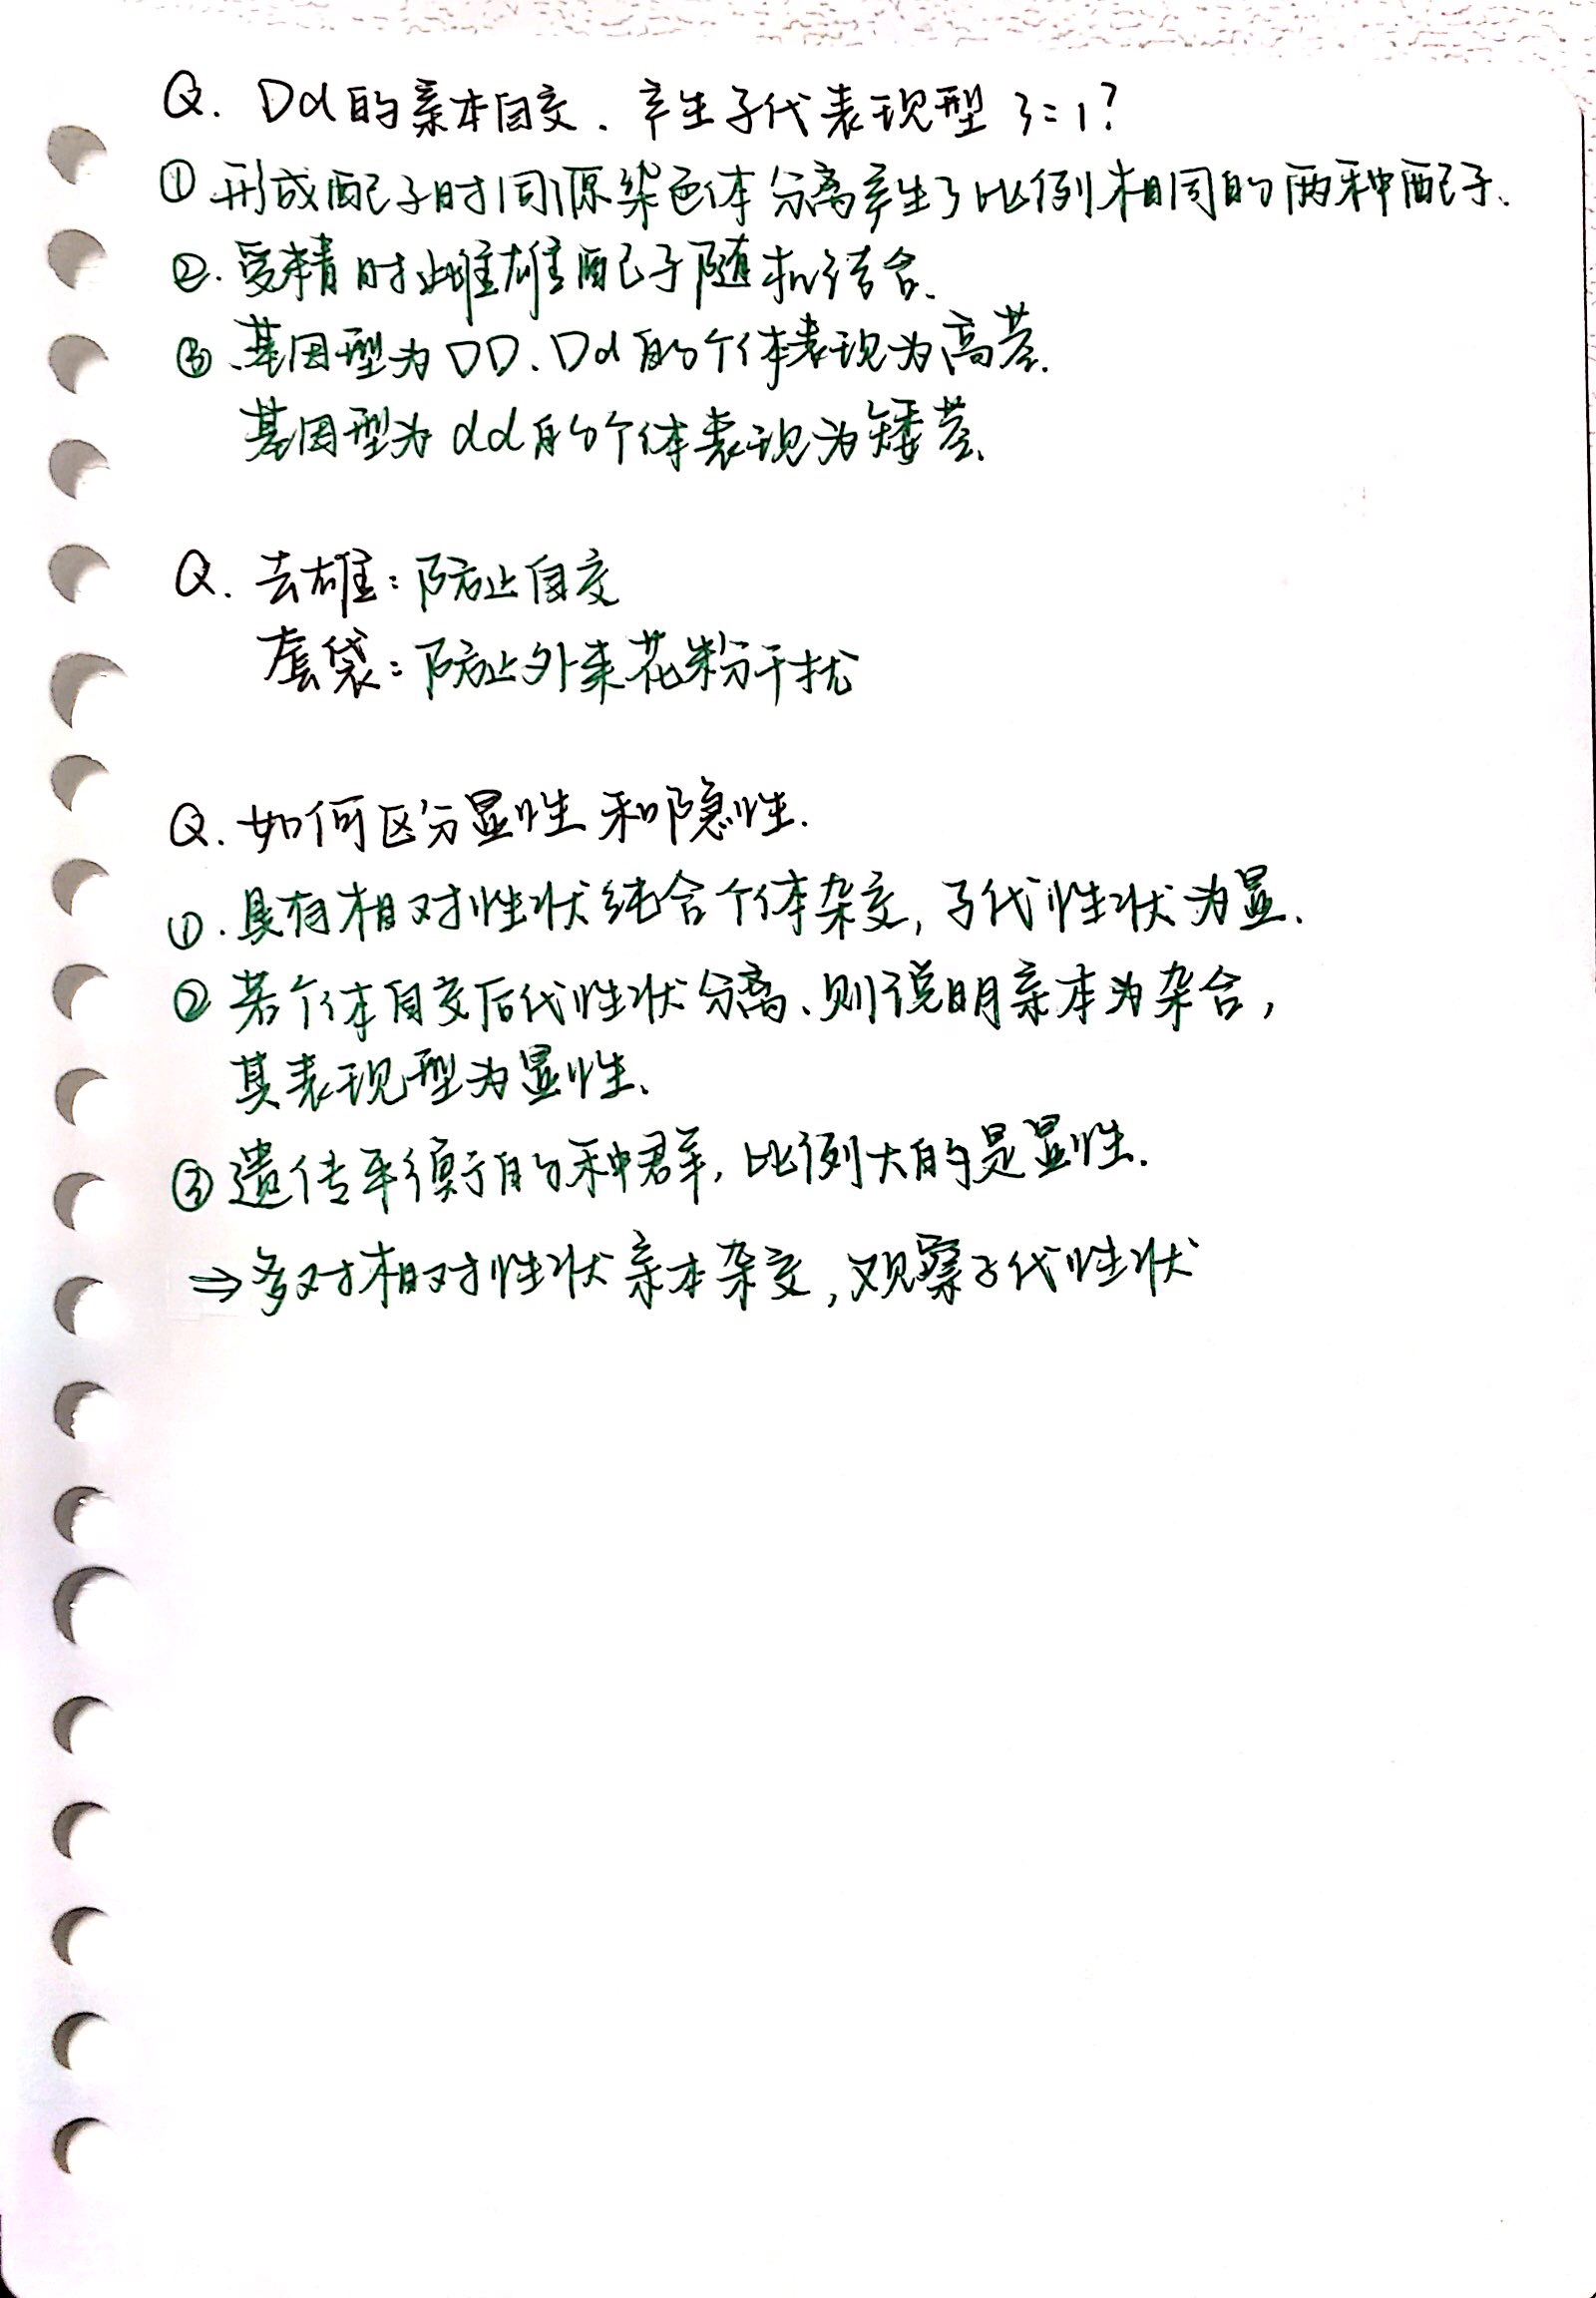 Q. Dd的亲本自交、产生子代表现型 3:1?
① 形成配子时同源染色体分离产生了比例相同的两种配子、
②. 受精时雌雄配子随机结合、
③、基因型为DD、Dd的个体表现为高茎.
基因型为dd的个体表现为矮茎、
Q. 去雄: 防止自交
套袋: 防止外来花粉干扰
Q. 如何区分显性和隐性.
①. 具有相对性状纯合个体杂交, 子代性状为显.
② 若个体自交后代性状分离、则说明亲本为杂合,
其表现型为显性、
③ 遗传平衡的种群, 比例大的是显性.
⇒ 多对相对性状亲本杂交, 观察子代性状